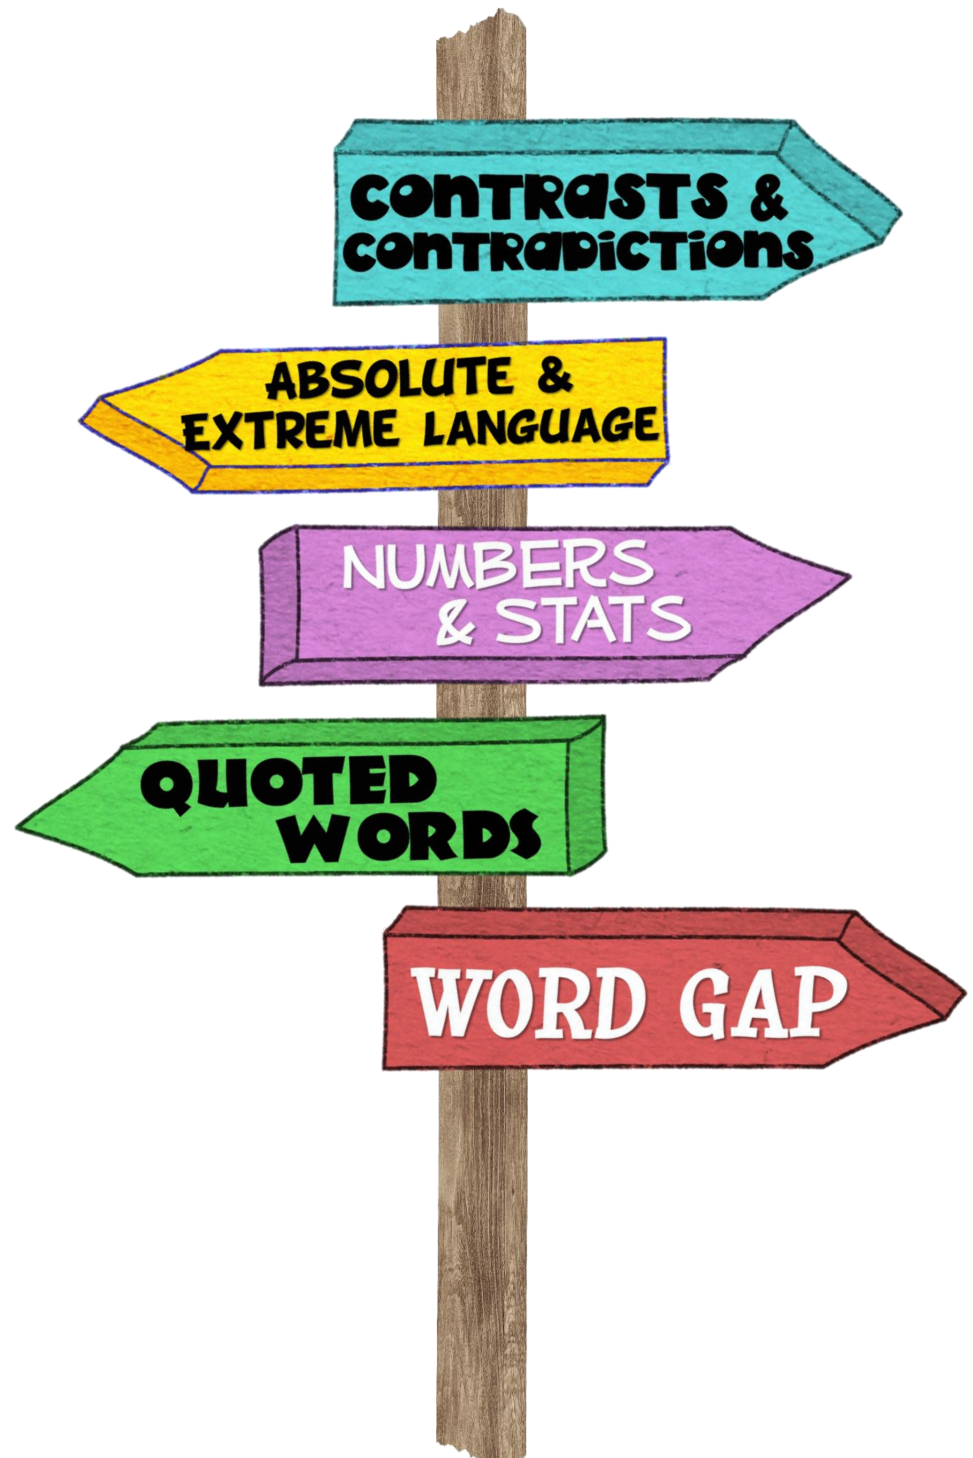 CONTRASTS &
CONTRADICTIONS
ABSOLUTE &
EXTREME LANGUAGE
NUMBERS
& STATS
QUOTED
WORDS
WORD GAP